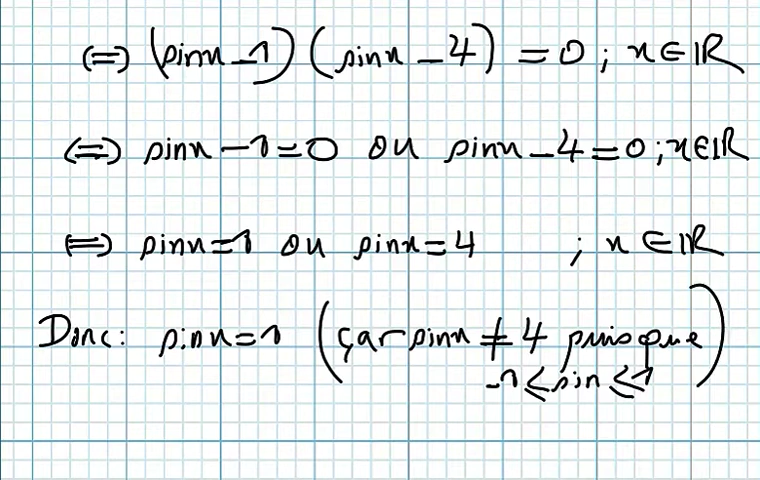 ⇔ (sinx - 1)(sinx - 4) = 0 ; x ∈ ℝ
⇔ sinx - 1 = 0 ou sinx - 4 = 0 ; x ∈ ℝ
⇔ sinx = 1 ou sinx = 4 ; x ∈ ℝ
Donc : sinx = 1 (car sinx ≠ 4 puisque
-1 ≤ sin ≤ 1)